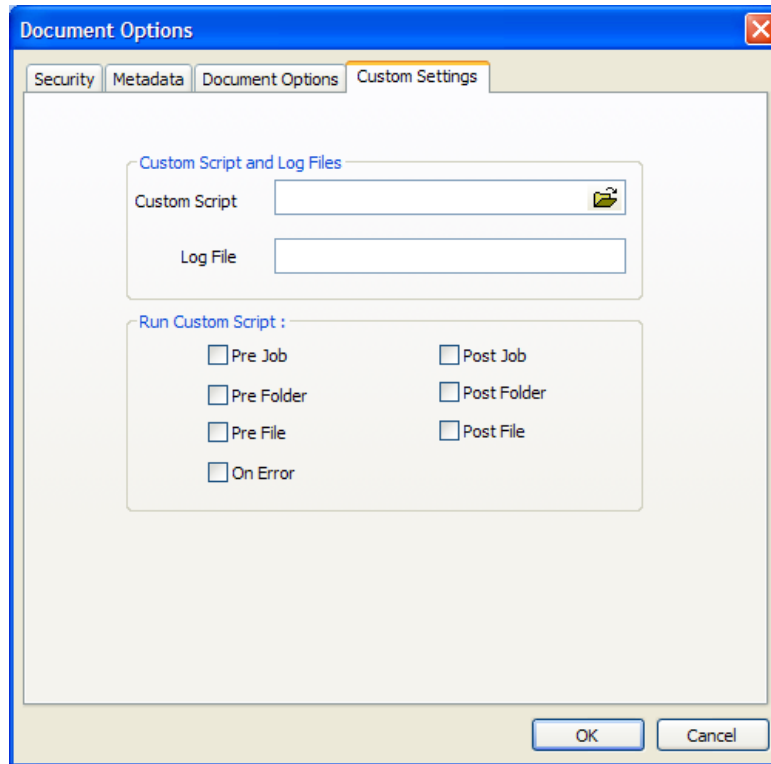 Document Options
Security Metadata Document Options Custom Settings
Custom Script and Log Files
Custom Script
Log File
Run Custom Script :
Pre Job Post Job
Pre Folder Post Folder
Pre File Post File
On Error
OK Cancel